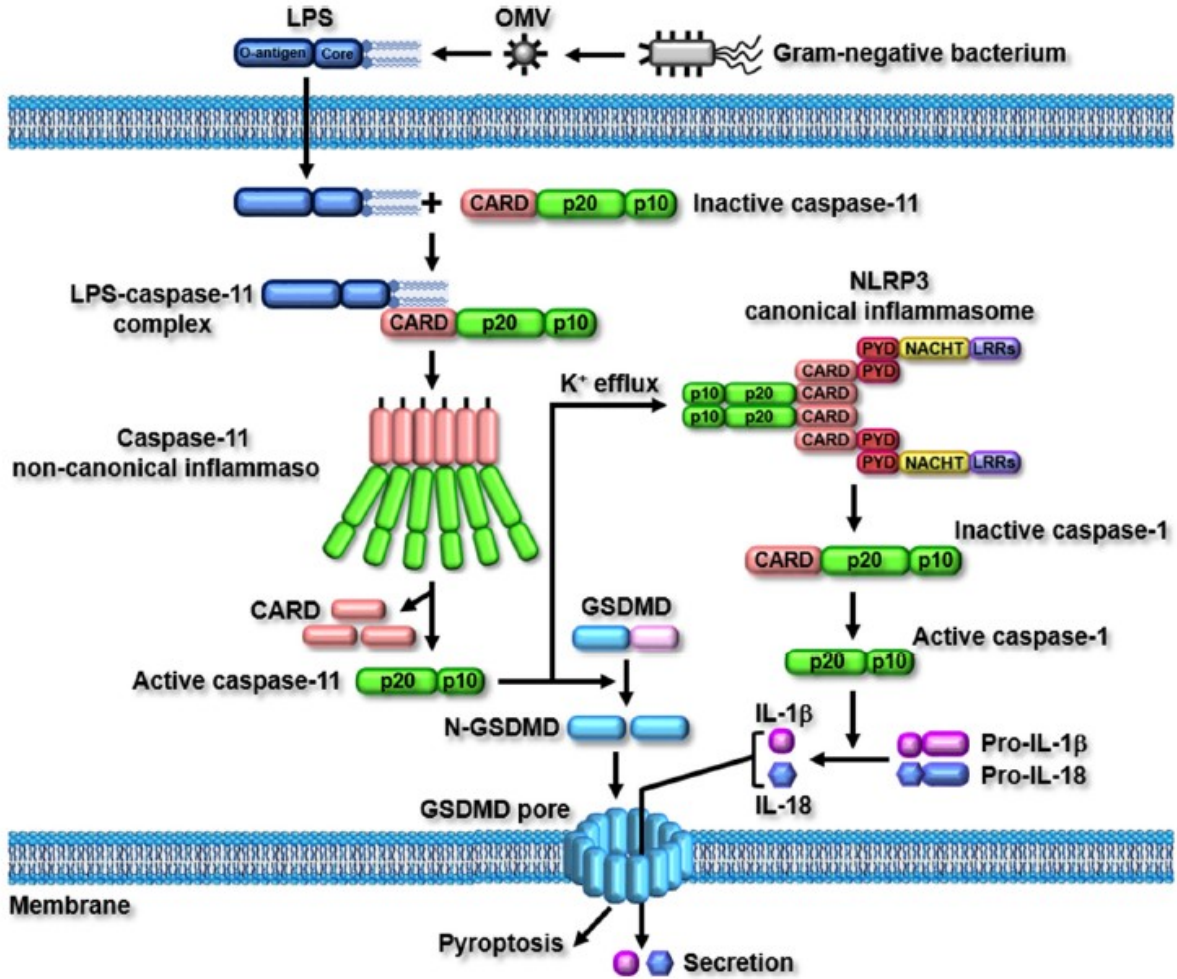 LPS
OMV
O-antigen Core
Gram-negative bacterium
CARD p20 p10 Inactive caspase-11
LPS-caspase-11
complex
CARD p20 p10
NLRP3
canonical inflammasome
PYD NACHT LRRs
CARD PYD
K+ efflux
p10 p20 CARD
p10 p20 CARD
CARD PYD
PYD NACHT LRRs
Caspase-11
non-canonical inflammaso
Inactive caspase-1
CARD p20 p10
CARD
GSDMD
Active caspase-1
p20 p10
Active caspase-11 p20 p10
N-GSDMD
IL-1β
Pro-IL-1β
Pro-IL-18
IL-18
GSDMD pore
Membrane
Pyroptosis
Secretion